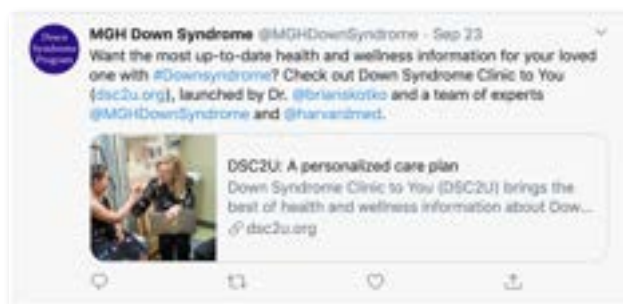 Down
Syndrome
Program
MGH Down Syndrome @MGHDownSyndrome · Sep 23
Want the most up-to-date health and wellness information for your loved
one with #Downsyndrome? Check out Down Syndrome Clinic to You
(dsc2u.org), launched by Dr. @brianskotko and a team of experts
@MGHDownSyndrome and @harvardmed.
DSC2U: A personalized care plan
Down Syndrome Clinic to You (DSC2U) brings the
best of health and wellness information about Dow...
dsc2u.org